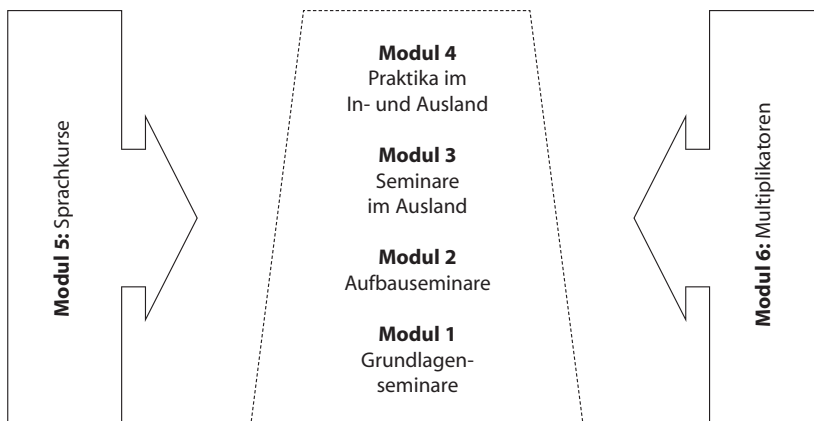 Modul 5: Sprachkurse
Modul 4
Praktika im
In- und Ausland
Modul 3
Seminare
im Ausland
Modul 2
Aufbauseminare
Modul 1
Grundlagen-
seminare
Modul 6: Multiplikatoren